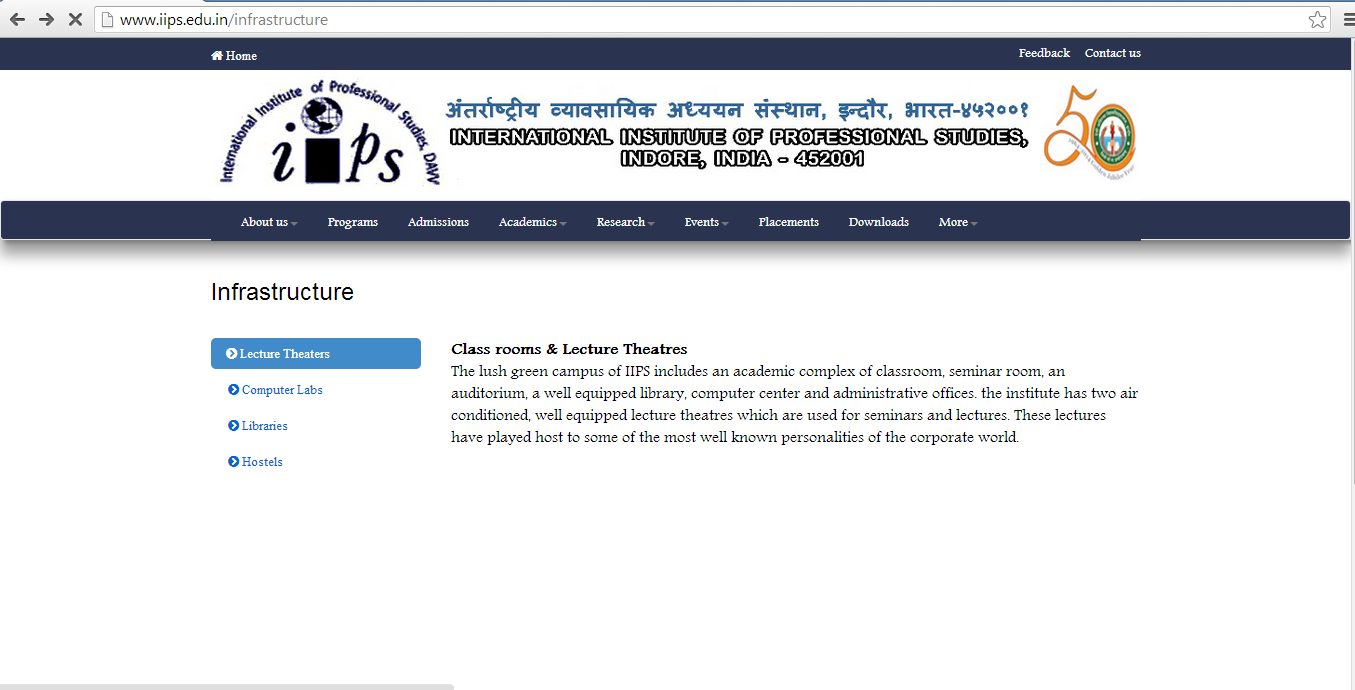 www.iips.edu.in/infrastructure
Home
Feedback Contact us
International Institute of Professional Studies, DAVV
iips
अंतर्राष्ट्रीय व्यावसायिक अध्ययन संस्थान, इन्दौर, भारत-४५२००१
INTERNATIONAL INSTITUTE OF PROFESSIONAL STUDIES,
INDORE, INDIA - 452001
50
About us Programs Admissions Academics Research Events Placements Downloads More
Infrastructure
Lecture Theaters
Computer Labs
Libraries
Hostels
Class rooms & Lecture Theatres
The lush green campus of IIPS includes an academic complex of classroom, seminar room, an
auditorium, a well equipped library, computer center and administrative offices. the institute has two air
conditioned, well equipped lecture theatres which are used for seminars and lectures. These lectures
have played host to some of the most well known personalities of the corporate world.